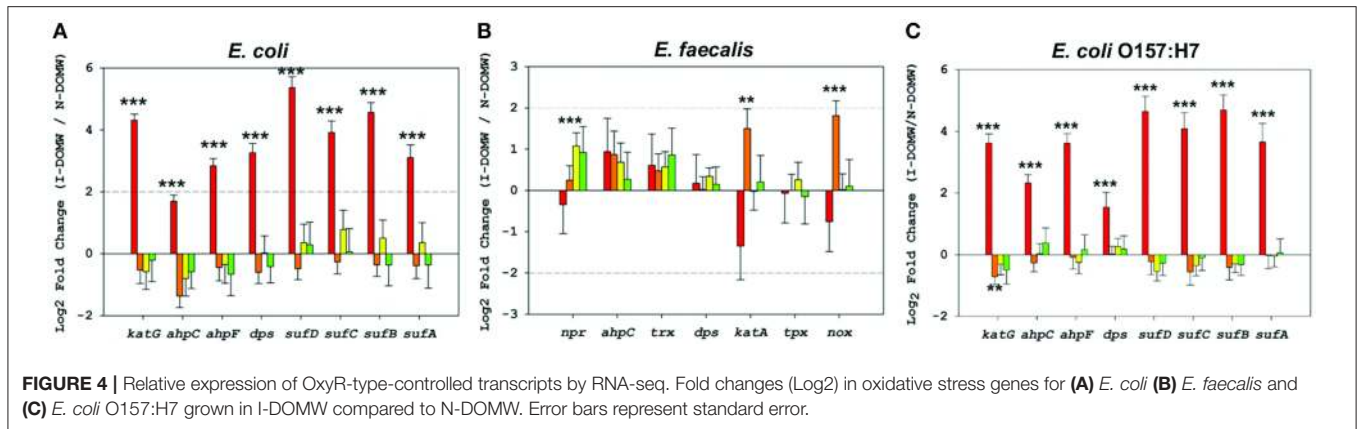 A
E. coli
Log2 Fold Change (I-DOMW / N-DOMW)
6
4
2
0
-2
***
***
***
***
***
***
***
***
katG ahpC ahpF dps sufD sufC sufB sufA
B
E. faecalis
Log2 Fold Change (I-DOMW / N-DOMW)
3
2
1
0
-1
-2
-3
***
**
***
npr ahpC trx dps katA tpx nox
C
E. coli O157:H7
Log2 Fold Change (I-DOMW/N-DOMW)
6
4
2
0
-2
***
***
***
***
***
***
***
***
**
katG ahpC ahpF dps sufD sufC sufB sufA
FIGURE 4 | Relative expression of OxyR-type-controlled transcripts by RNA-seq. Fold changes (Log2) in oxidative stress genes for (A) E. coli (B) E. faecalis and
(C) E. coli O157:H7 grown in I-DOMW compared to N-DOMW. Error bars represent standard error.